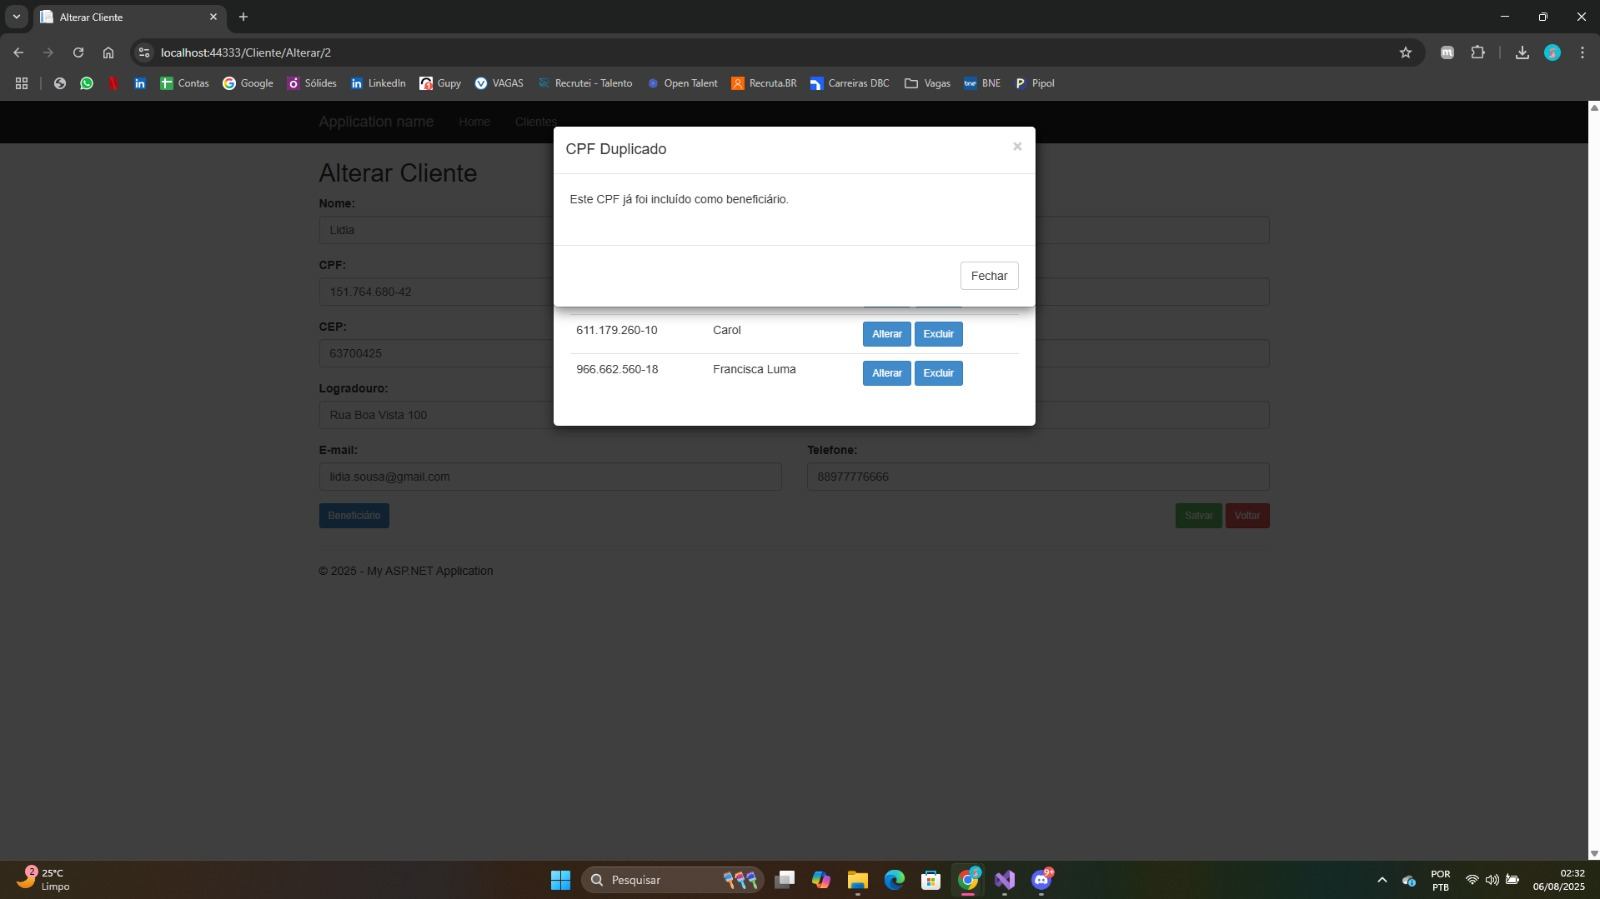 Alterar Cliente
localhost:44333/Cliente/Alterar/2
Contas
Google
Sólides
LinkedIn
Gupy
VAGAS
Recrutei - Talento
Open Talent
Recruta.BR
Carreiras DBC
Vagas
BNE
Pipol
Application name
Home
Clientes
CPF Duplicado
×
Este CPF já foi incluído como beneficiário.
Fechar
611.179.260-10
Carol
Alterar
Excluir
966.662.560-18
Francisca Luma
Alterar
Excluir
Alterar Cliente
Nome:
Lidia
CPF:
151.764.680-42
CEP:
63700425
Logradouro:
Rua Boa Vista 100
E-mail:
Telefone:
lidia.sousa@gmail.com
88977776666
Beneficiário
Salvar
Voltar
© 2025 - My ASP.NET Application
2
25°C
Limpo
Pesquisar
9+
POR
PTB
02:32
06/08/2025